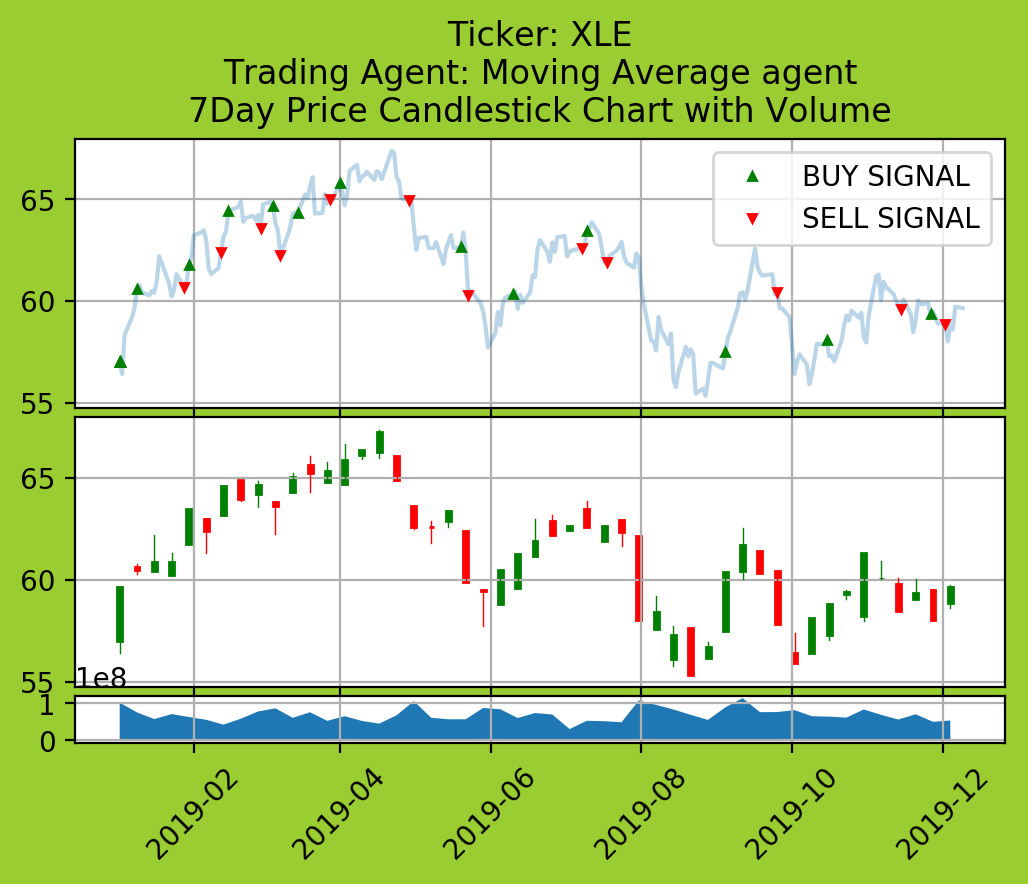 Ticker: XLE
Trading Agent: Moving Average agent
7Day Price Candlestick Chart with Volume
BUY SIGNAL
SELL SIGNAL
65
60
55
65
60
55
1e8
1
0
2019-02
2019-04
2019-06
2019-08
2019-10
2019-12